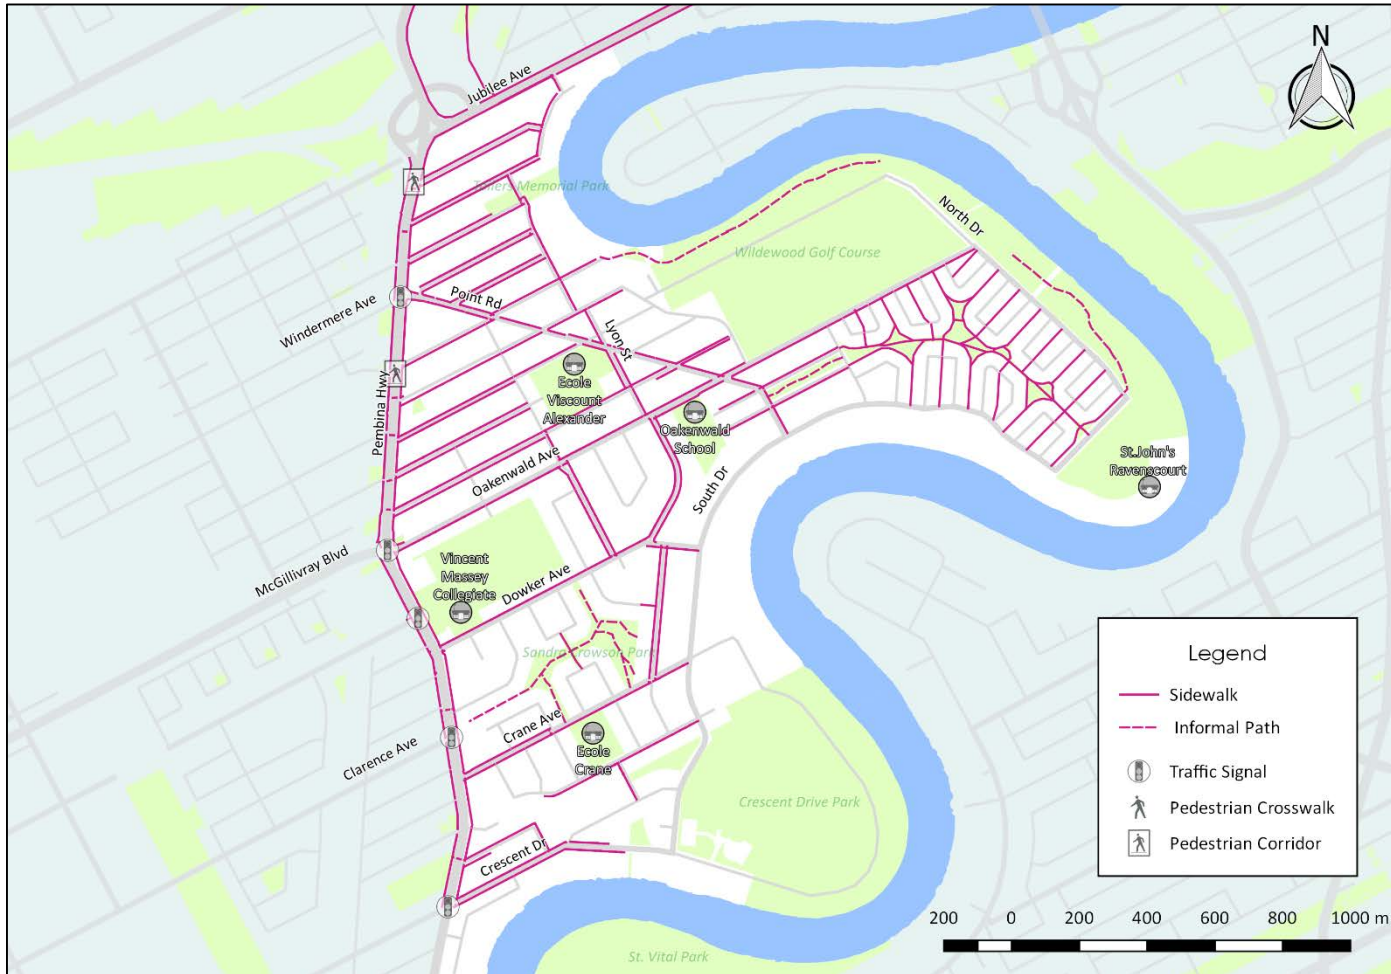 N
Jubilee Ave
Tollers Memorial Park
North Dr
Wildewood Golf Course
Windermere Ave
Point Rd
Lyon St
Pembina Hwy
Ecole
Viscount
Alexander
Oakenwald
School
St.John's
Ravenscourt
Oakenwald Ave
South Dr
McGillivray Blvd
Vincent
Massey
Collegiate
Dowker Ave
Sandra Crowson Park
Crane Ave
Clarence Ave
Ecole
Crane
Crescent Drive Park
Crescent Dr
St. Vital Park
Legend
Sidewalk
Informal Path
Traffic Signal
Pedestrian Crosswalk
Pedestrian Corridor
200 0 200 400 600 800 1000 m